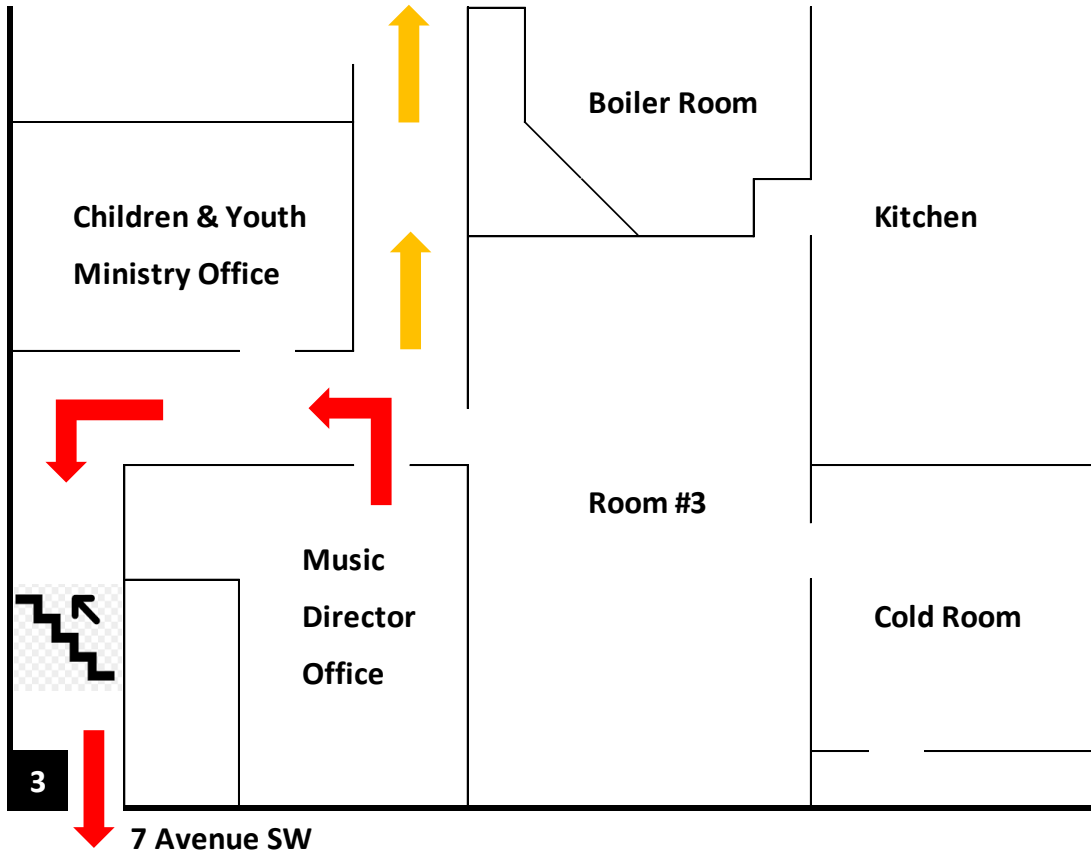 Boiler Room
Children & Youth
Ministry Office
Kitchen
Room #3
Music
Director
Office
Cold Room
3
7 Avenue SW